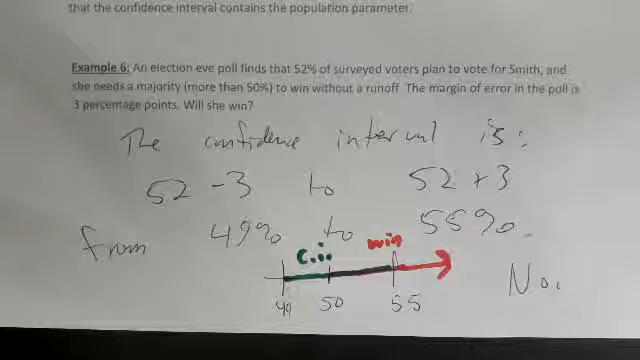 that the confidence interval contains the population parameter.
Example 6: An election eve poll finds that 52% of surveyed voters plan to vote for Smith, and
she needs a majority (more than 50%) to win without a runoff. The margin of error in the poll is
3 percentage points. Will she win?
The confidence interval is:
52 - 3 to 52 + 3
from 49% to 55%.
c.i. win
49 50 55
No.